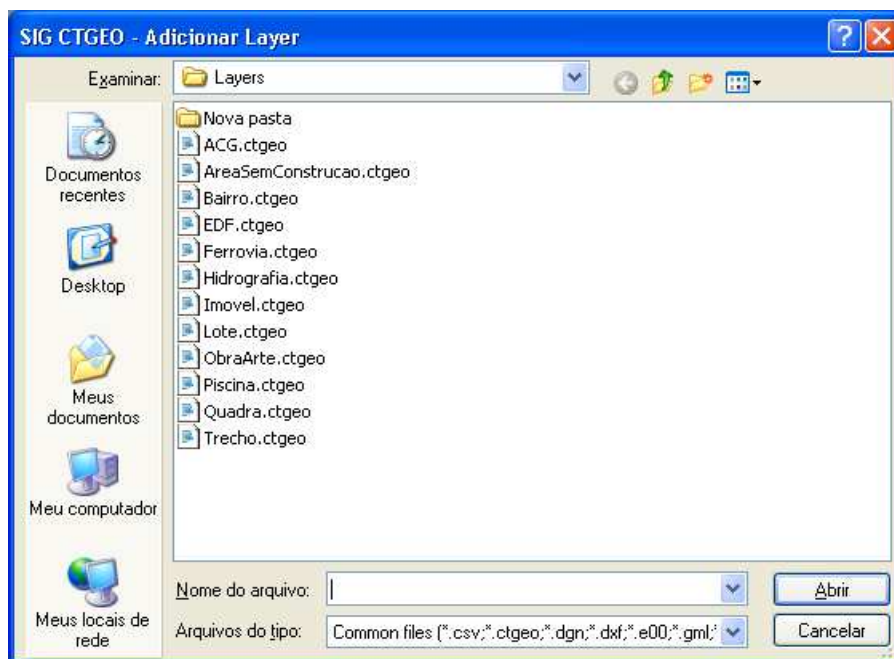 SIG CTGEO - Adicionar Layer
Examinar: Layers
Documentos
recentes
Desktop
Meus
documentos
Meu computador
Meus locais de
rede
Nova pasta
ACG.ctgeo
AreaSemConstrucao.ctgeo
Bairro.ctgeo
EDF.ctgeo
Ferrovia.ctgeo
Hidrografia.ctgeo
Imovel.ctgeo
Lote.ctgeo
ObraArte.ctgeo
Piscina.ctgeo
Quadra.ctgeo
Trecho.ctgeo
Nome do arquivo: Abrir
Arquivos do tipo: Common files (*.csv;*.ctgeo;*.dgn;*.dxf;*.e00;*.gml; Cancelar